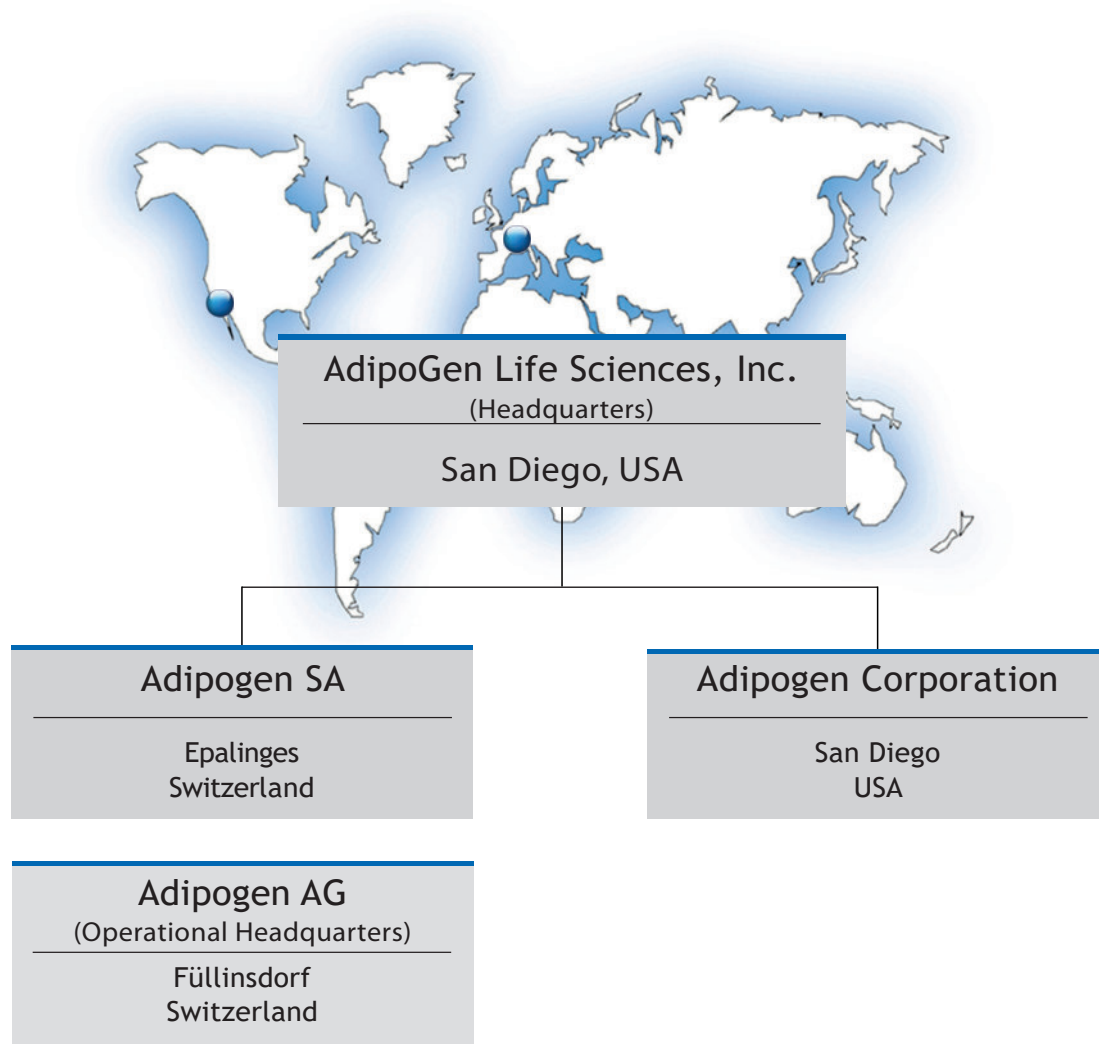 AdipoGen Life Sciences, Inc.
(Headquarters)
San Diego, USA
Adipogen SA
Epalinges
Switzerland
Adipogen Corporation
San Diego
USA
Adipogen AG
(Operational Headquarters)
Füllinsdorf
Switzerland